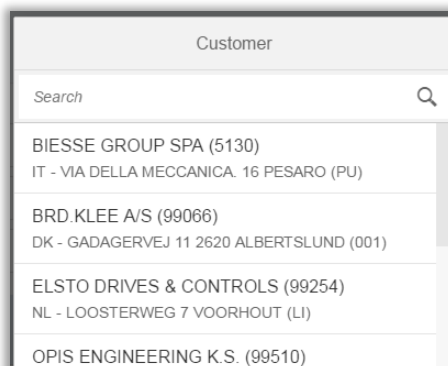 Customer
Search
BIESSE GROUP SPA (5130)
IT - VIA DELLA MECCANICA. 16 PESARO (PU)
BRD.KLEE A/S (99066)
DK - GADAGERVEJ 11 2620 ALBERTSLUND (001)
ELSTO DRIVES & CONTROLS (99254)
NL - LOOSTERWEG 7 VOORHOUT (LI)
OPIS ENGINEERING K.S. (99510)